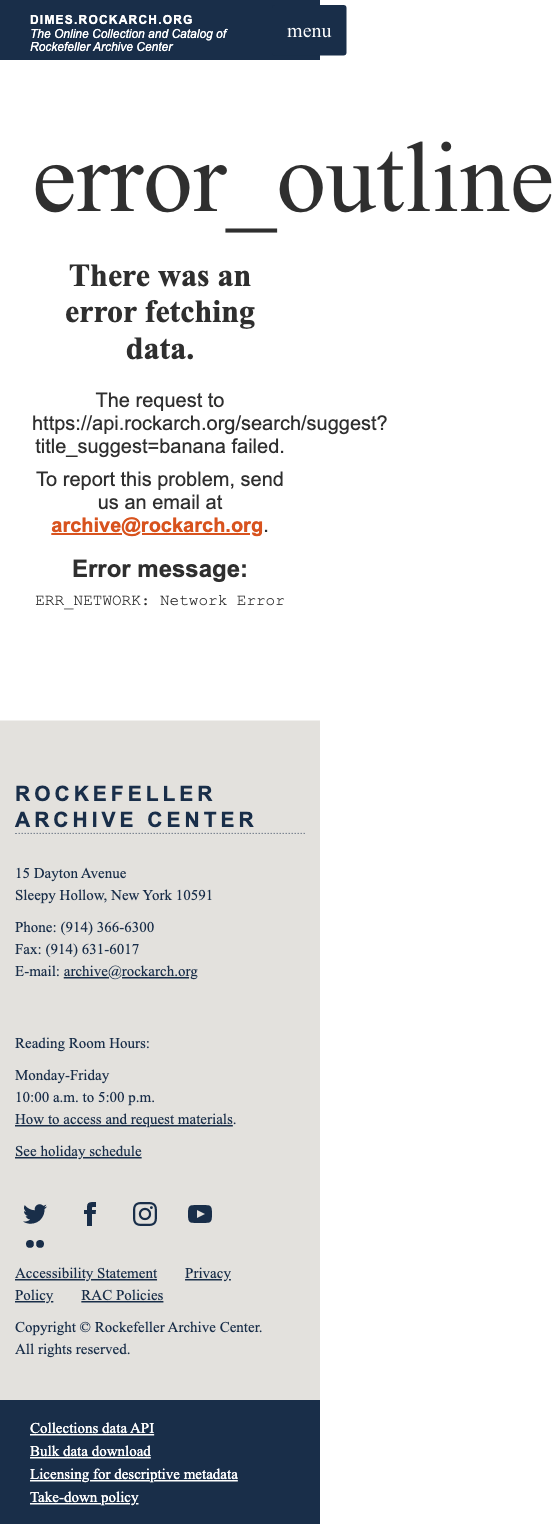 DIMES.ROCKARCH.ORG
The Online Collection and Catalog of
Rockefeller Archive Center
menu
error_outline
There was an
error fetching
data.
The request to
https://api.rockarch.org/search/suggest?
title_suggest=banana failed.
To report this problem, send
us an email at
archive@rockarch.org.
Error message:
ERR_NETWORK: Network Error
ROCKEFELLER
ARCHIVE CENTER
15 Dayton Avenue
Sleepy Hollow, New York 10591
Phone: (914) 366-6300
Fax: (914) 631-6017
E-mail: archive@rockarch.org
Reading Room Hours:
Monday-Friday
10:00 a.m. to 5:00 p.m.
How to access and request materials.
See holiday schedule
Accessibility Statement Privacy
Policy RAC Policies
Copyright © Rockefeller Archive Center.
All rights reserved.
Collections data API
Bulk data download
Licensing for descriptive metadata
Take-down policy